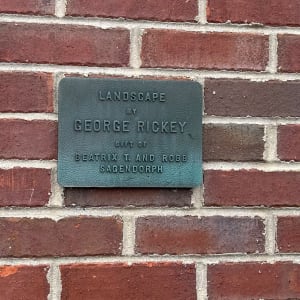 LANDSCAPE
BY
GEORGE RICKEY
GIFT OF
BEATRIX T. AND ROBB
SAGENDORPH